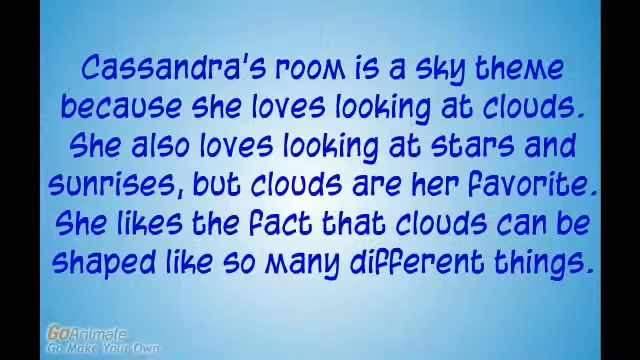 Cassandra's room is a sky theme
because she loves looking at clouds.
She also loves looking at stars and
sunrises, but clouds are her favorite.
She likes the fact that clouds can be
shaped like so many different things.
GoAnimate
Go Make Your Own